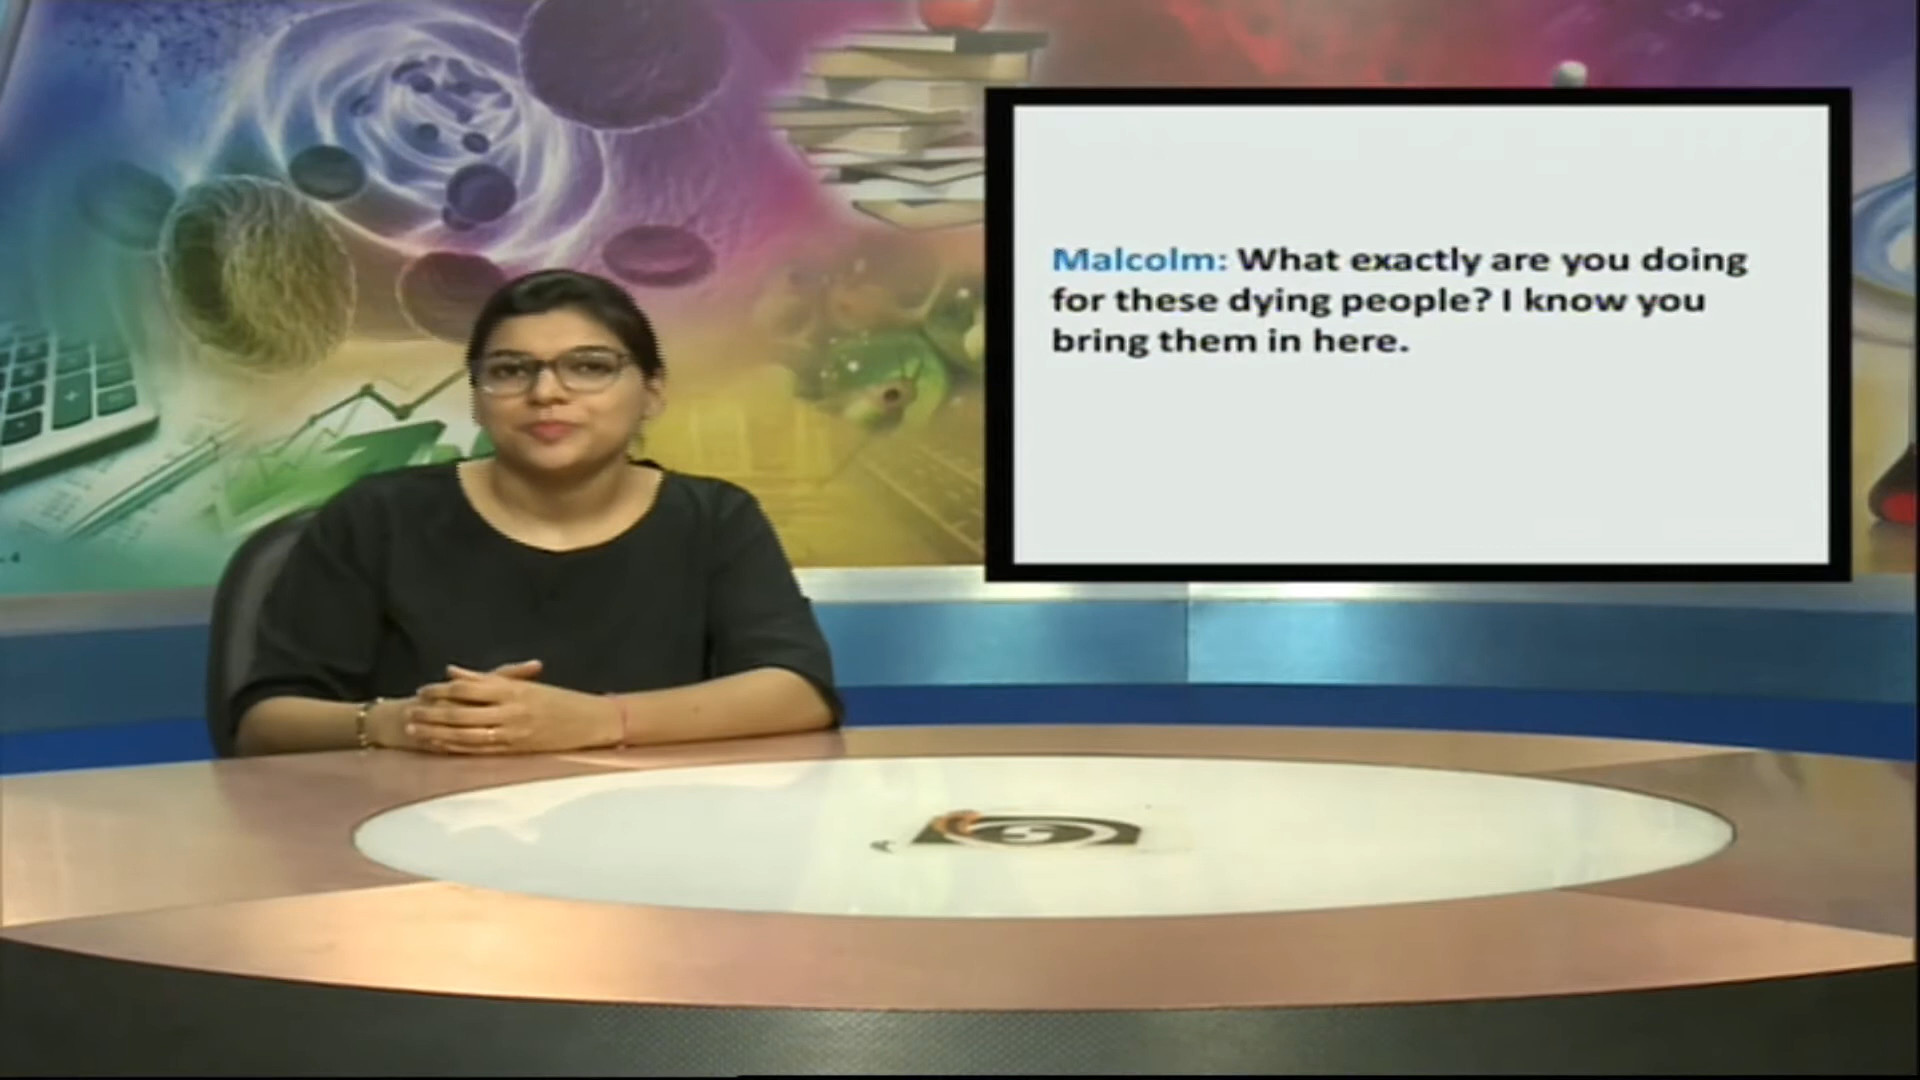 Malcolm: What exactly are you doing
for these dying people? I know you
bring them in here.